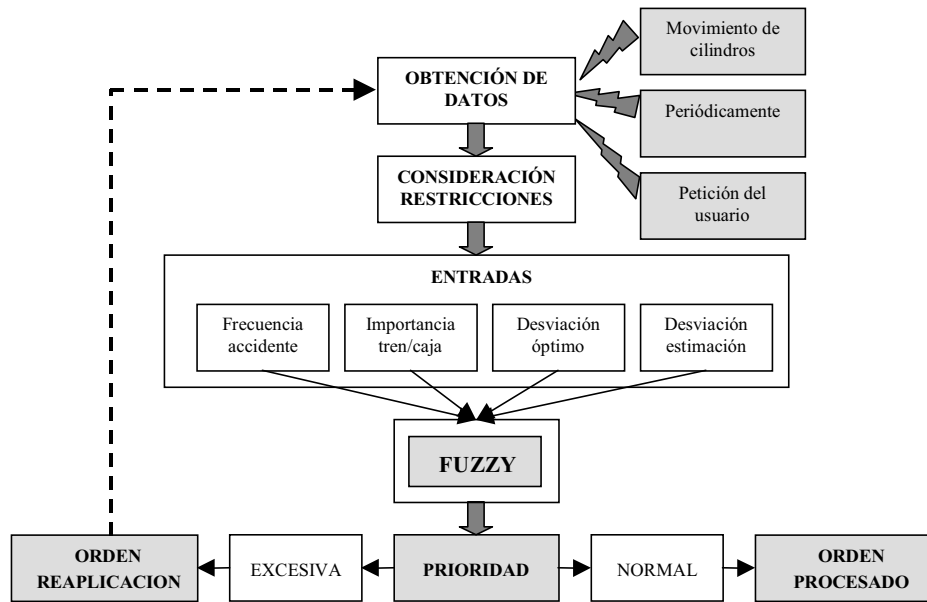 Movimiento de
cilindros
OBTENCIÓN DE
DATOS
Periódicamente
CONSIDERACIÓN
RESTRICCIONES
Petición del
usuario
ENTRADAS
Frecuencia
accidente
Importancia
tren/caja
Desviación
óptimo
Desviación
estimación
FUZZY
ORDEN
REAPLICACION
EXCESIVA
PRIORIDAD
NORMAL
ORDEN
PROCESADO